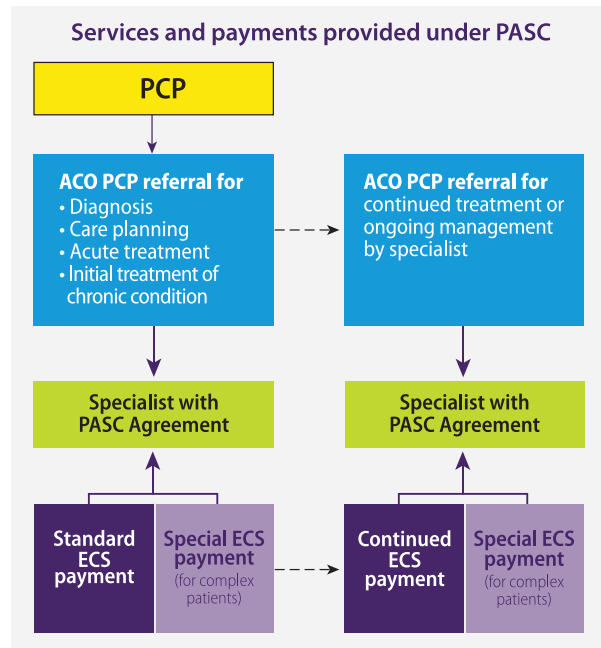 Services and payments provided under PASC
PCP
ACO PCP referral for
• Diagnosis
• Care planning
• Acute treatment
• Initial treatment of
chronic condition
ACO PCP referral for
continued treatment or
ongoing management
by specialist
Specialist with
PASC Agreement
Specialist with
PASC Agreement
Standard
ECS
payment
Special ECS
payment
(for complex
patients)
Continued
ECS
payment
Special ECS
payment
(for complex
patients)